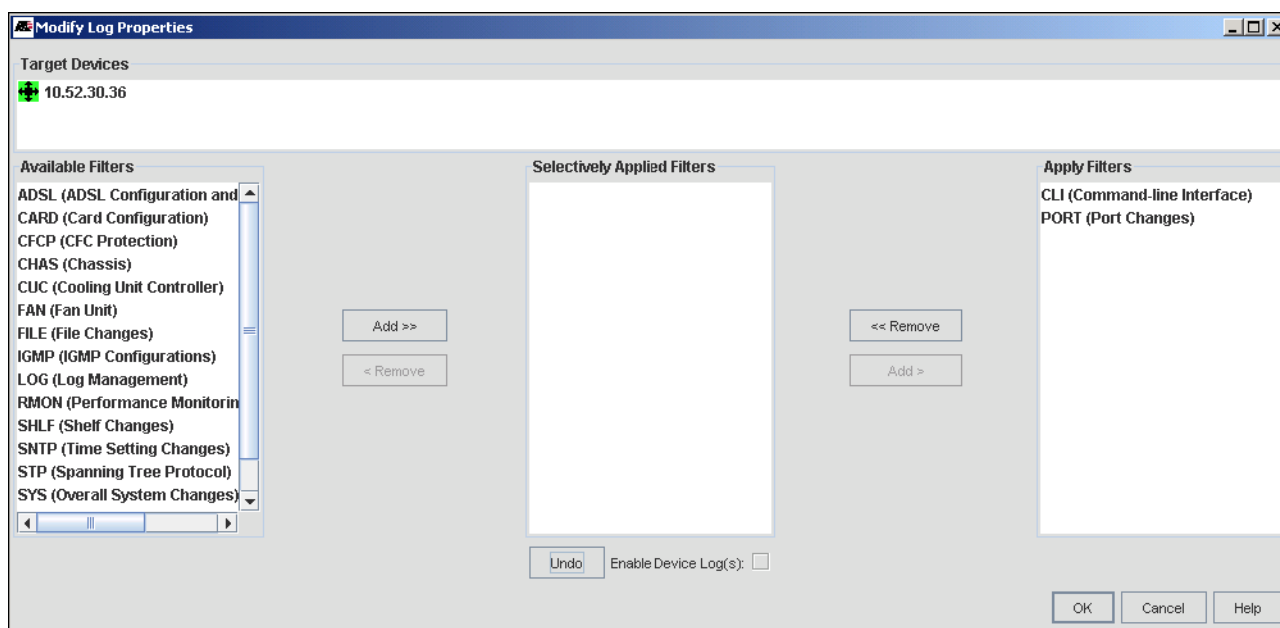 Modify Log Properties
Target Devices
10.52.30.36
Available Filters
ADSL (ADSL Configuration and
CARD (Card Configuration)
CFCP (CFC Protection)
CHAS (Chassis)
CUC (Cooling Unit Controller)
FAN (Fan Unit)
FILE (File Changes)
IGMP (IGMP Configurations)
LOG (Log Management)
RMON (Performance Monitorin
SHLF (Shelf Changes)
SNTP (Time Setting Changes)
STP (Spanning Tree Protocol)
SYS (Overall System Changes)
Add >>
< Remove
Selectively Applied Filters
Undo
Enable Device Log(s):
<< Remove
Add >
Apply Filters
CLI (Command-line Interface)
PORT (Port Changes)
OK
Cancel
Help